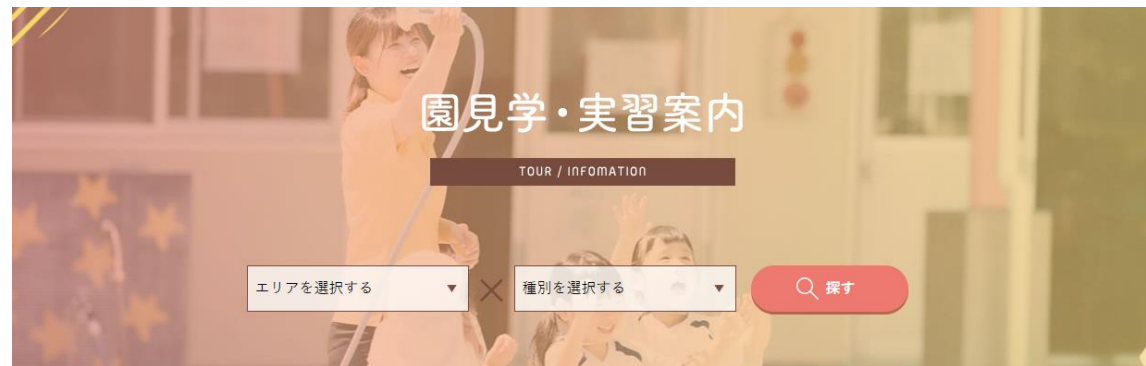 園見学・実習案内
TOUR / INFOMATION
エリアを選択する ▼ × 種別を選択する ▼ 探す